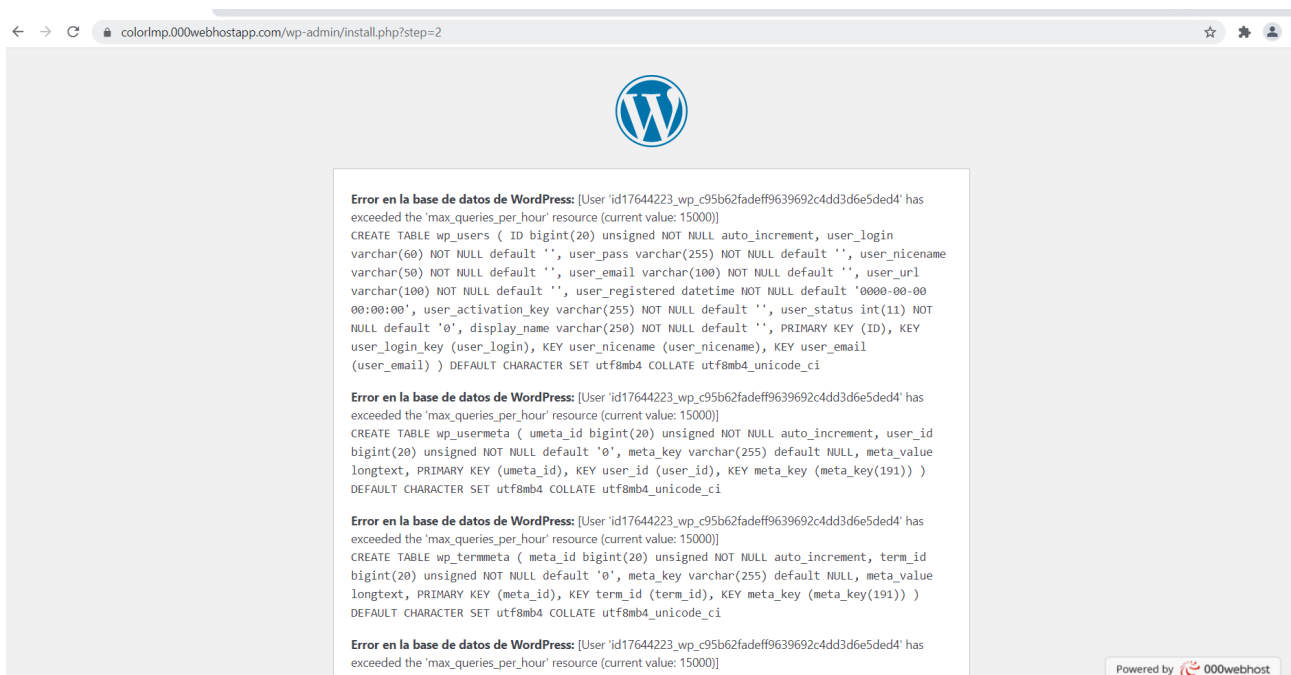 colorlmp.000webhostapp.com/wp-admin/install.php?step=2
Error en la base de datos de WordPress: [User 'id17644223_wp_c95b62fadeff9639692c4dd3d6e5ded4' has
exceeded the 'max_queries_per_hour' resource (current value: 15000)]
CREATE TABLE wp_users ( ID bigint(20) unsigned NOT NULL auto_increment, user_login
varchar(60) NOT NULL default '', user_pass varchar(255) NOT NULL default '', user_nicename
varchar(50) NOT NULL default '', user_email varchar(100) NOT NULL default '', user_url
varchar(100) NOT NULL default '', user_registered datetime NOT NULL default '0000-00-00
00:00:00', user_activation_key varchar(255) NOT NULL default '', user_status int(11) NOT
NULL default '0', display_name varchar(250) NOT NULL default '', PRIMARY KEY (ID), KEY
user_login_key (user_login), KEY user_nicename (user_nicename), KEY user_email
(user_email) ) DEFAULT CHARACTER SET utf8mb4 COLLATE utf8mb4_unicode_ci
Error en la base de datos de WordPress: [User 'id17644223_wp_c95b62fadeff9639692c4dd3d6e5ded4' has
exceeded the 'max_queries_per_hour' resource (current value: 15000)]
CREATE TABLE wp_usermeta ( umeta_id bigint(20) unsigned NOT NULL auto_increment, user_id
bigint(20) unsigned NOT NULL default '0', meta_key varchar(255) default NULL, meta_value
longtext, PRIMARY KEY (umeta_id), KEY user_id (user_id), KEY meta_key (meta_key(191)) )
DEFAULT CHARACTER SET utf8mb4 COLLATE utf8mb4_unicode_ci
Error en la base de datos de WordPress: [User 'id17644223_wp_c95b62fadeff9639692c4dd3d6e5ded4' has
exceeded the 'max_queries_per_hour' resource (current value: 15000)]
CREATE TABLE wp_termmeta ( meta_id bigint(20) unsigned NOT NULL auto_increment, term_id
bigint(20) unsigned NOT NULL default '0', meta_key varchar(255) default NULL, meta_value
longtext, PRIMARY KEY (meta_id), KEY term_id (term_id), KEY meta_key (meta_key(191)) )
DEFAULT CHARACTER SET utf8mb4 COLLATE utf8mb4_unicode_ci
Error en la base de datos de WordPress: [User 'id17644223_wp_c95b62fadeff9639692c4dd3d6e5ded4' has
exceeded the 'max_queries_per_hour' resource (current value: 15000)]
Powered by 000webhost